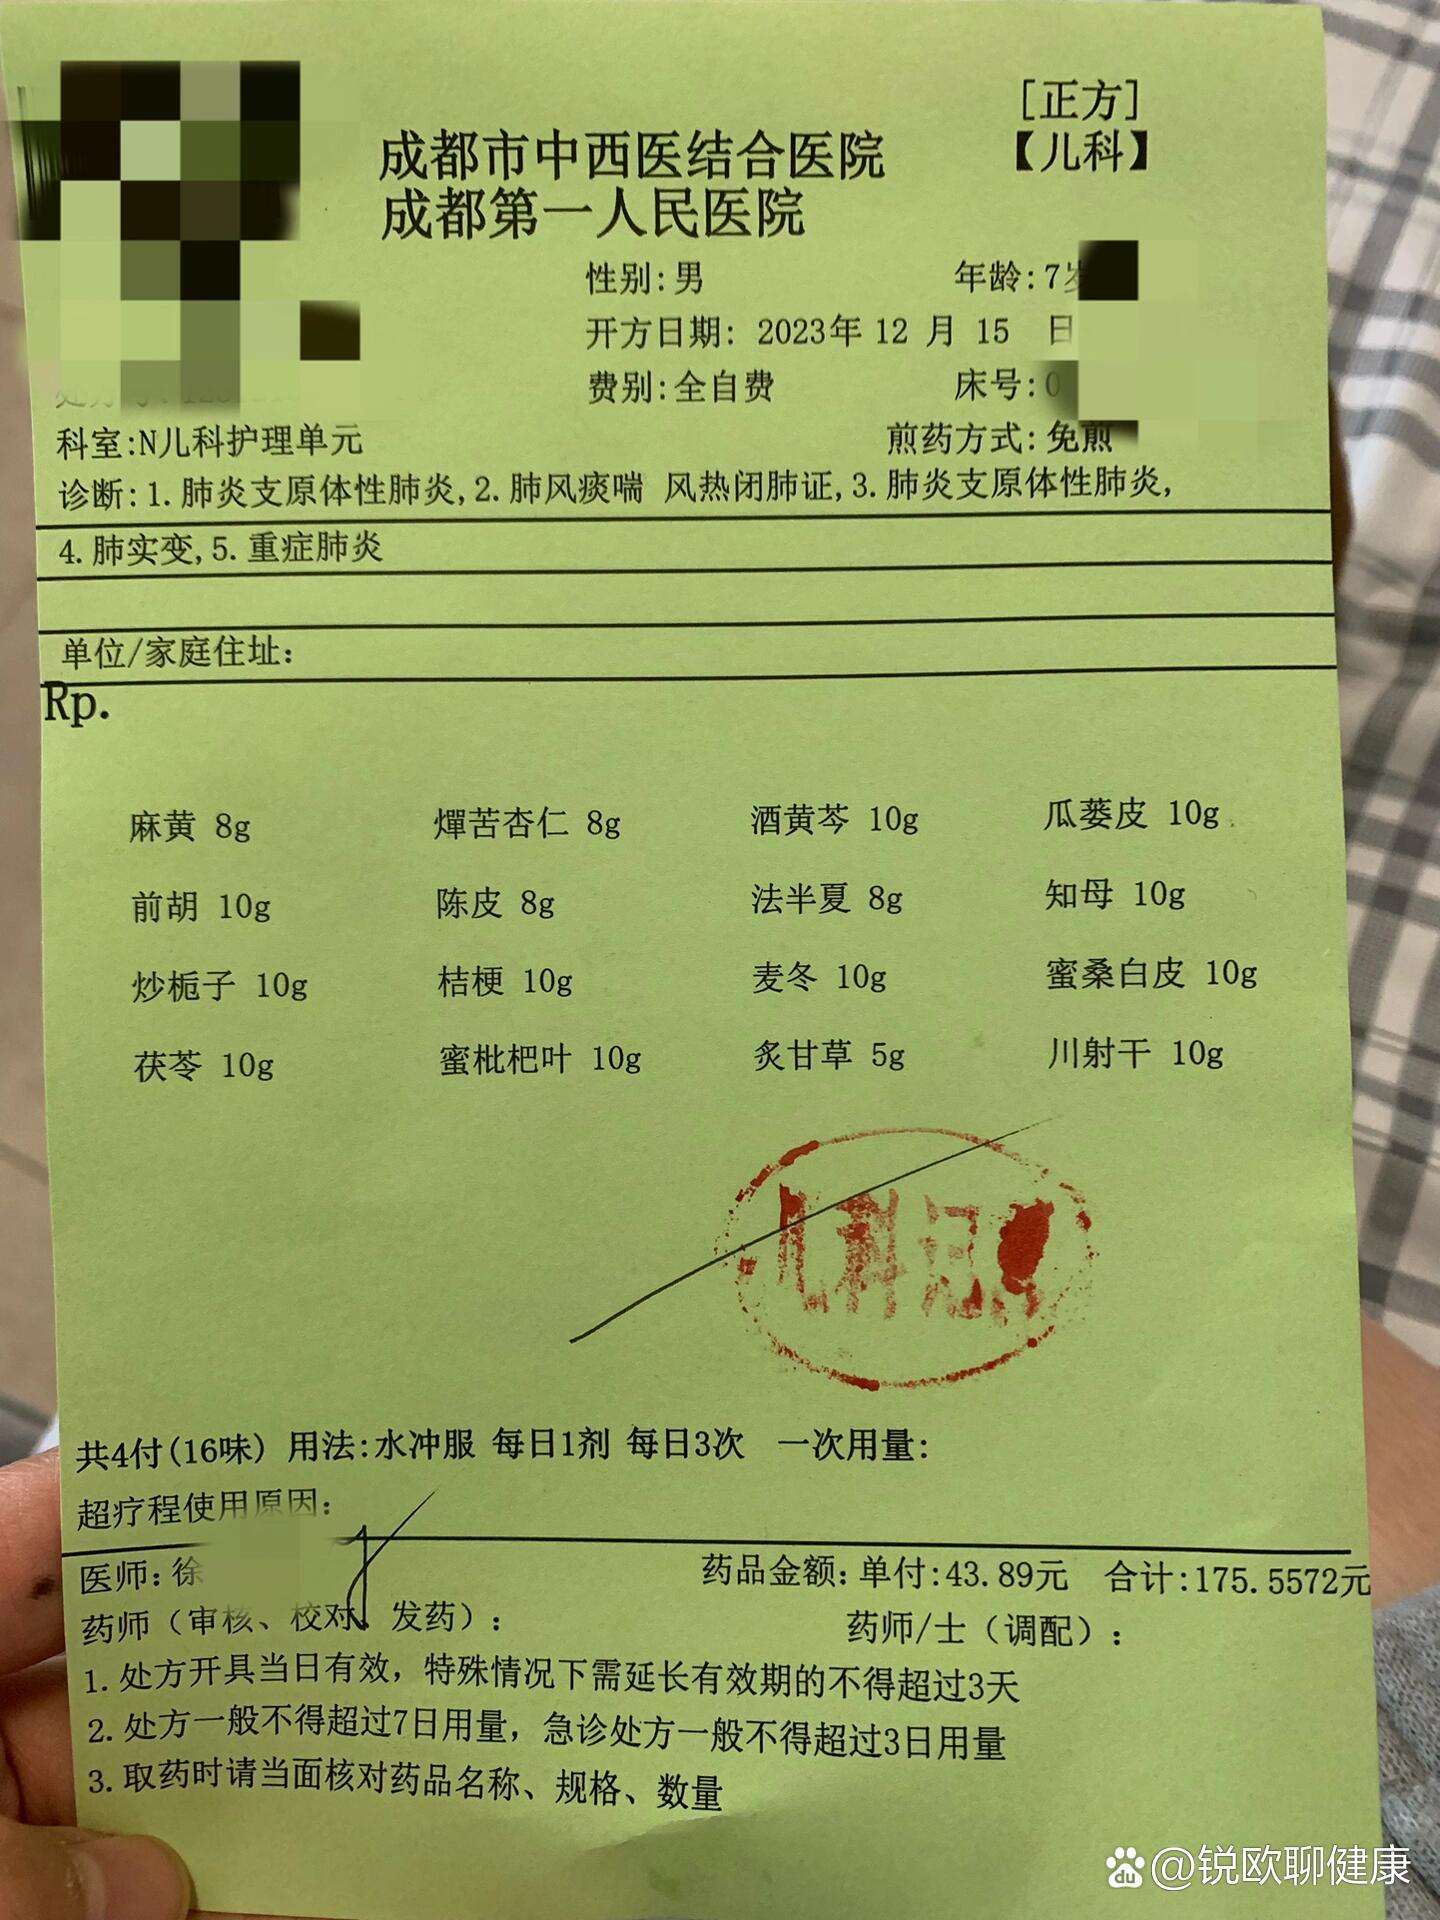 [正方]
成都市中西医结合医院 【儿科】
成都第一人民医院
性别:男 年龄:7岁
开方日期: 2023年 12 月 15 日
费别:全自费 床号:0
科室:N儿科护理单元 煎药方式:免煎
诊断:1.肺炎支原体性肺炎,2.肺风痰喘 风热闭肺证,3.肺炎支原体性肺炎,
4.肺实变,5.重症肺炎
单位/家庭住址:
Rp.
麻黄 8g 燀苦杏仁 8g 酒黄芩 10g 瓜蒌皮 10g
前胡 10g 陈皮 8g 法半夏 8g 知母 10g
炒栀子 10g 桔梗 10g 麦冬 10g 蜜桑白皮 10g
茯苓 10g 蜜枇杷叶 10g 炙甘草 5g 川射干 10g
儿科
共4付(16味) 用法:水冲服 每日1剂 每日3次 一次用量:
超疗程使用原因:
医师:徐 药品金额:单付:43.89元 合计:175.5572元
药师（审核、校对、发药）: 药师/士（调配）:
1.处方开具当日有效，特殊情况下需延长有效期的不得超过3天
2.处方一般不得超过7日用量，急诊处方一般不得超过3日用量
3.取药时请当面核对药品名称、规格、数量
du @锐欧聊健康